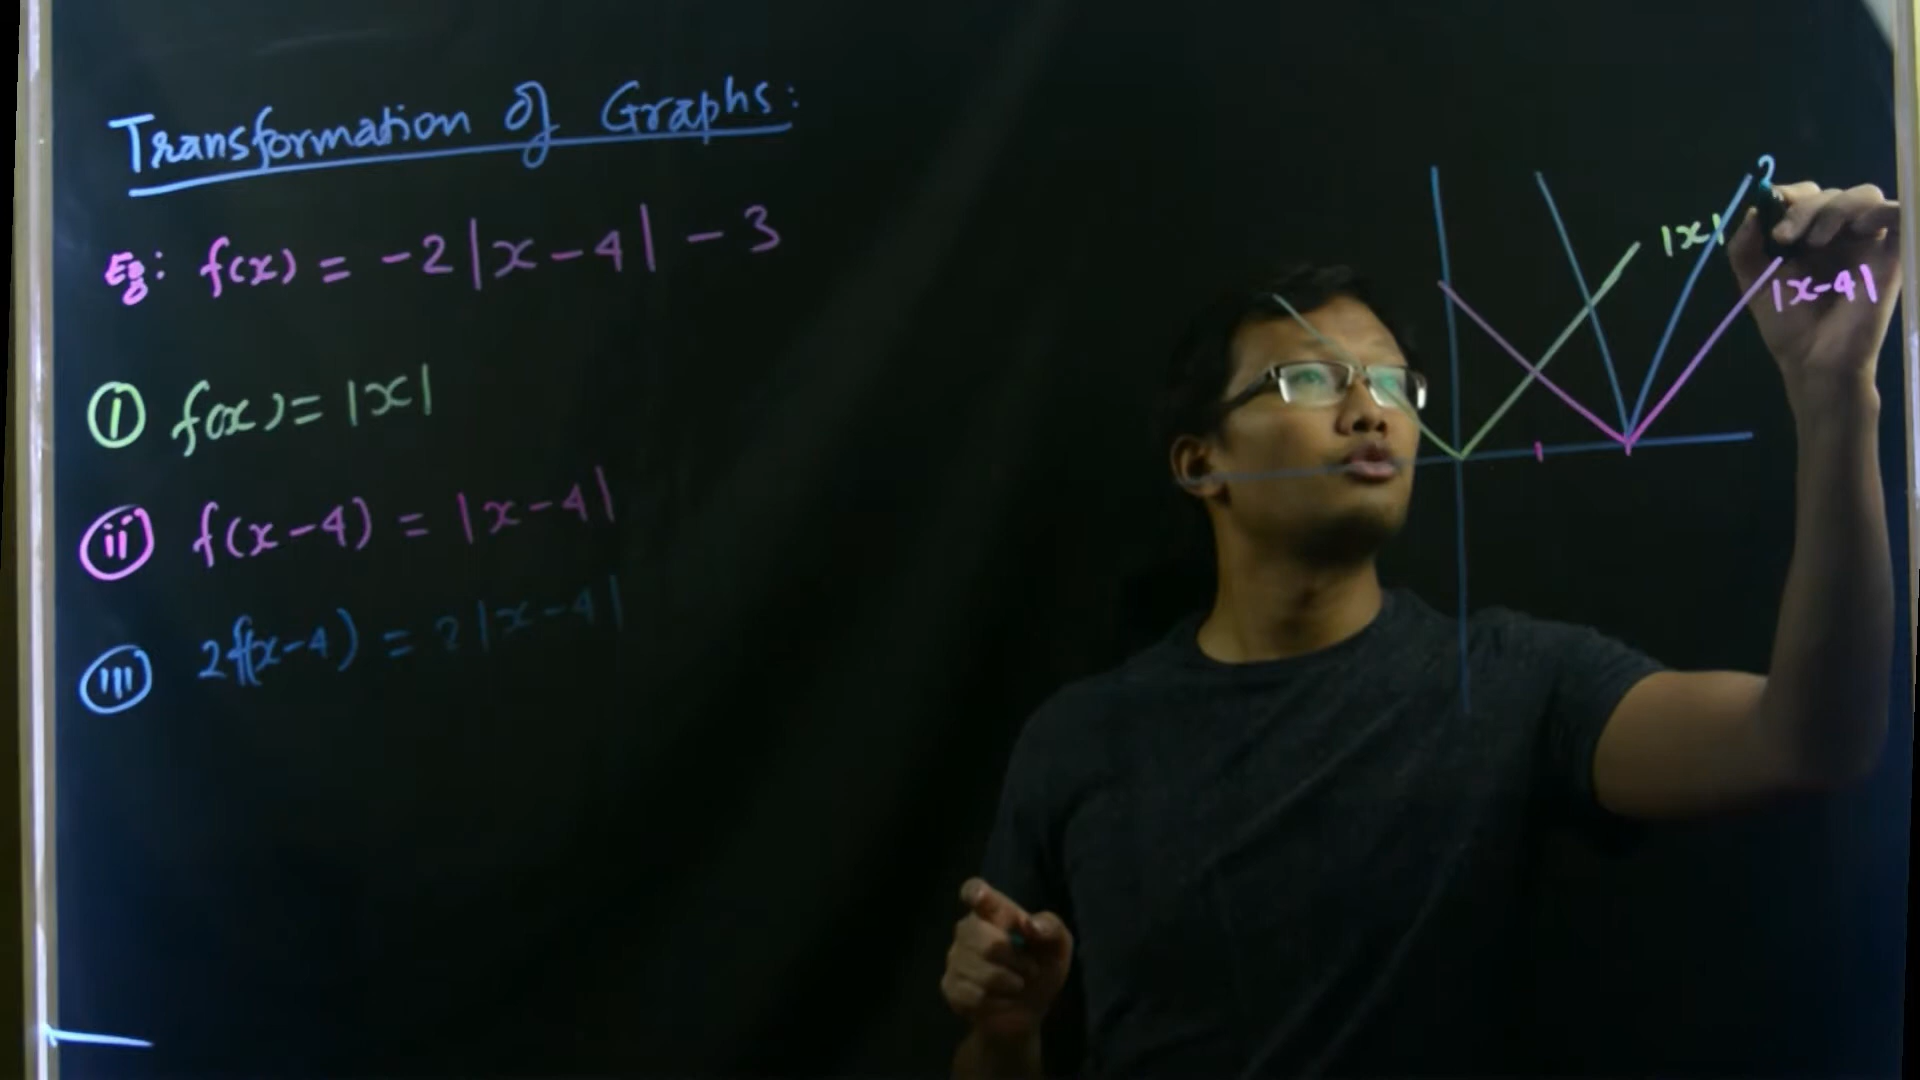 Transformation of Graphs:
Eg: f(x) = -2|x-4| - 3
(i) f(x) = |x|
(ii) f(x-4) = |x-4|
(iii) 2f(x-4) = 2|x-4|
|x|
2
|x-4|